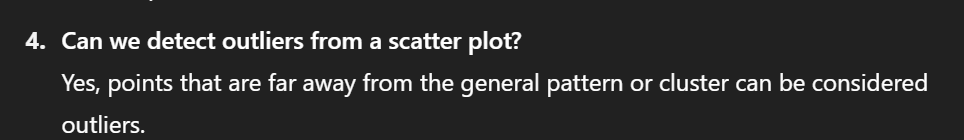 4. Can we detect outliers from a scatter plot?
Yes, points that are far away from the general pattern or cluster can be considered
outliers.